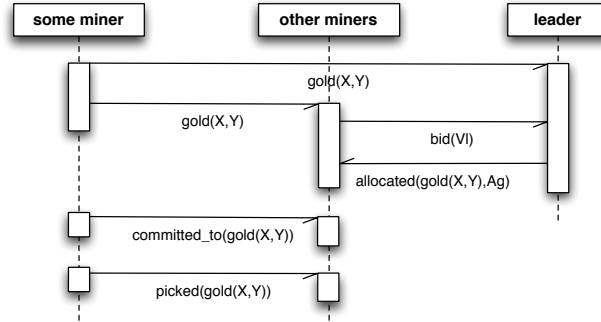 some miner
other miners
leader
gold(X,Y)
gold(X,Y)
bid(Vl)
allocated(gold(X,Y),Ag)
committed_to(gold(X,Y))
picked(gold(X,Y))